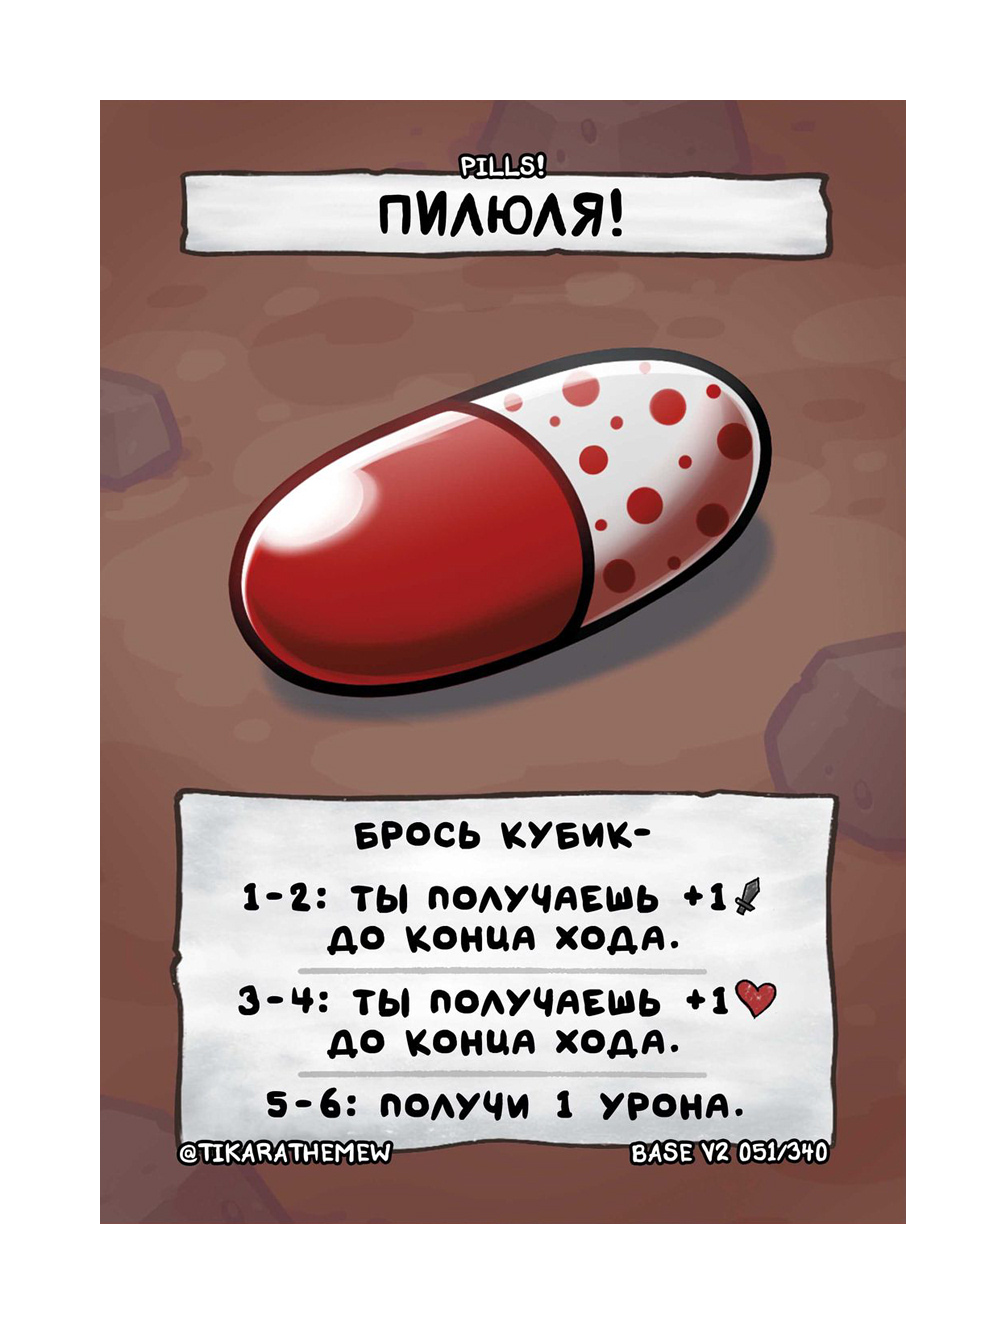 PILLS!
ПИЛЮЛЯ!
БРОСЬ КУБИК-
1-2: ТЫ ПОЛУЧАЕШЬ +1
ДО КОНЦА ХОДА.
3-4: ТЫ ПОЛУЧАЕШЬ +1
ДО КОНЦА ХОДА.
5-6: ПОЛУЧИ 1 УРОНА.
@TIKARATHEMEW
BASE V2 051/340